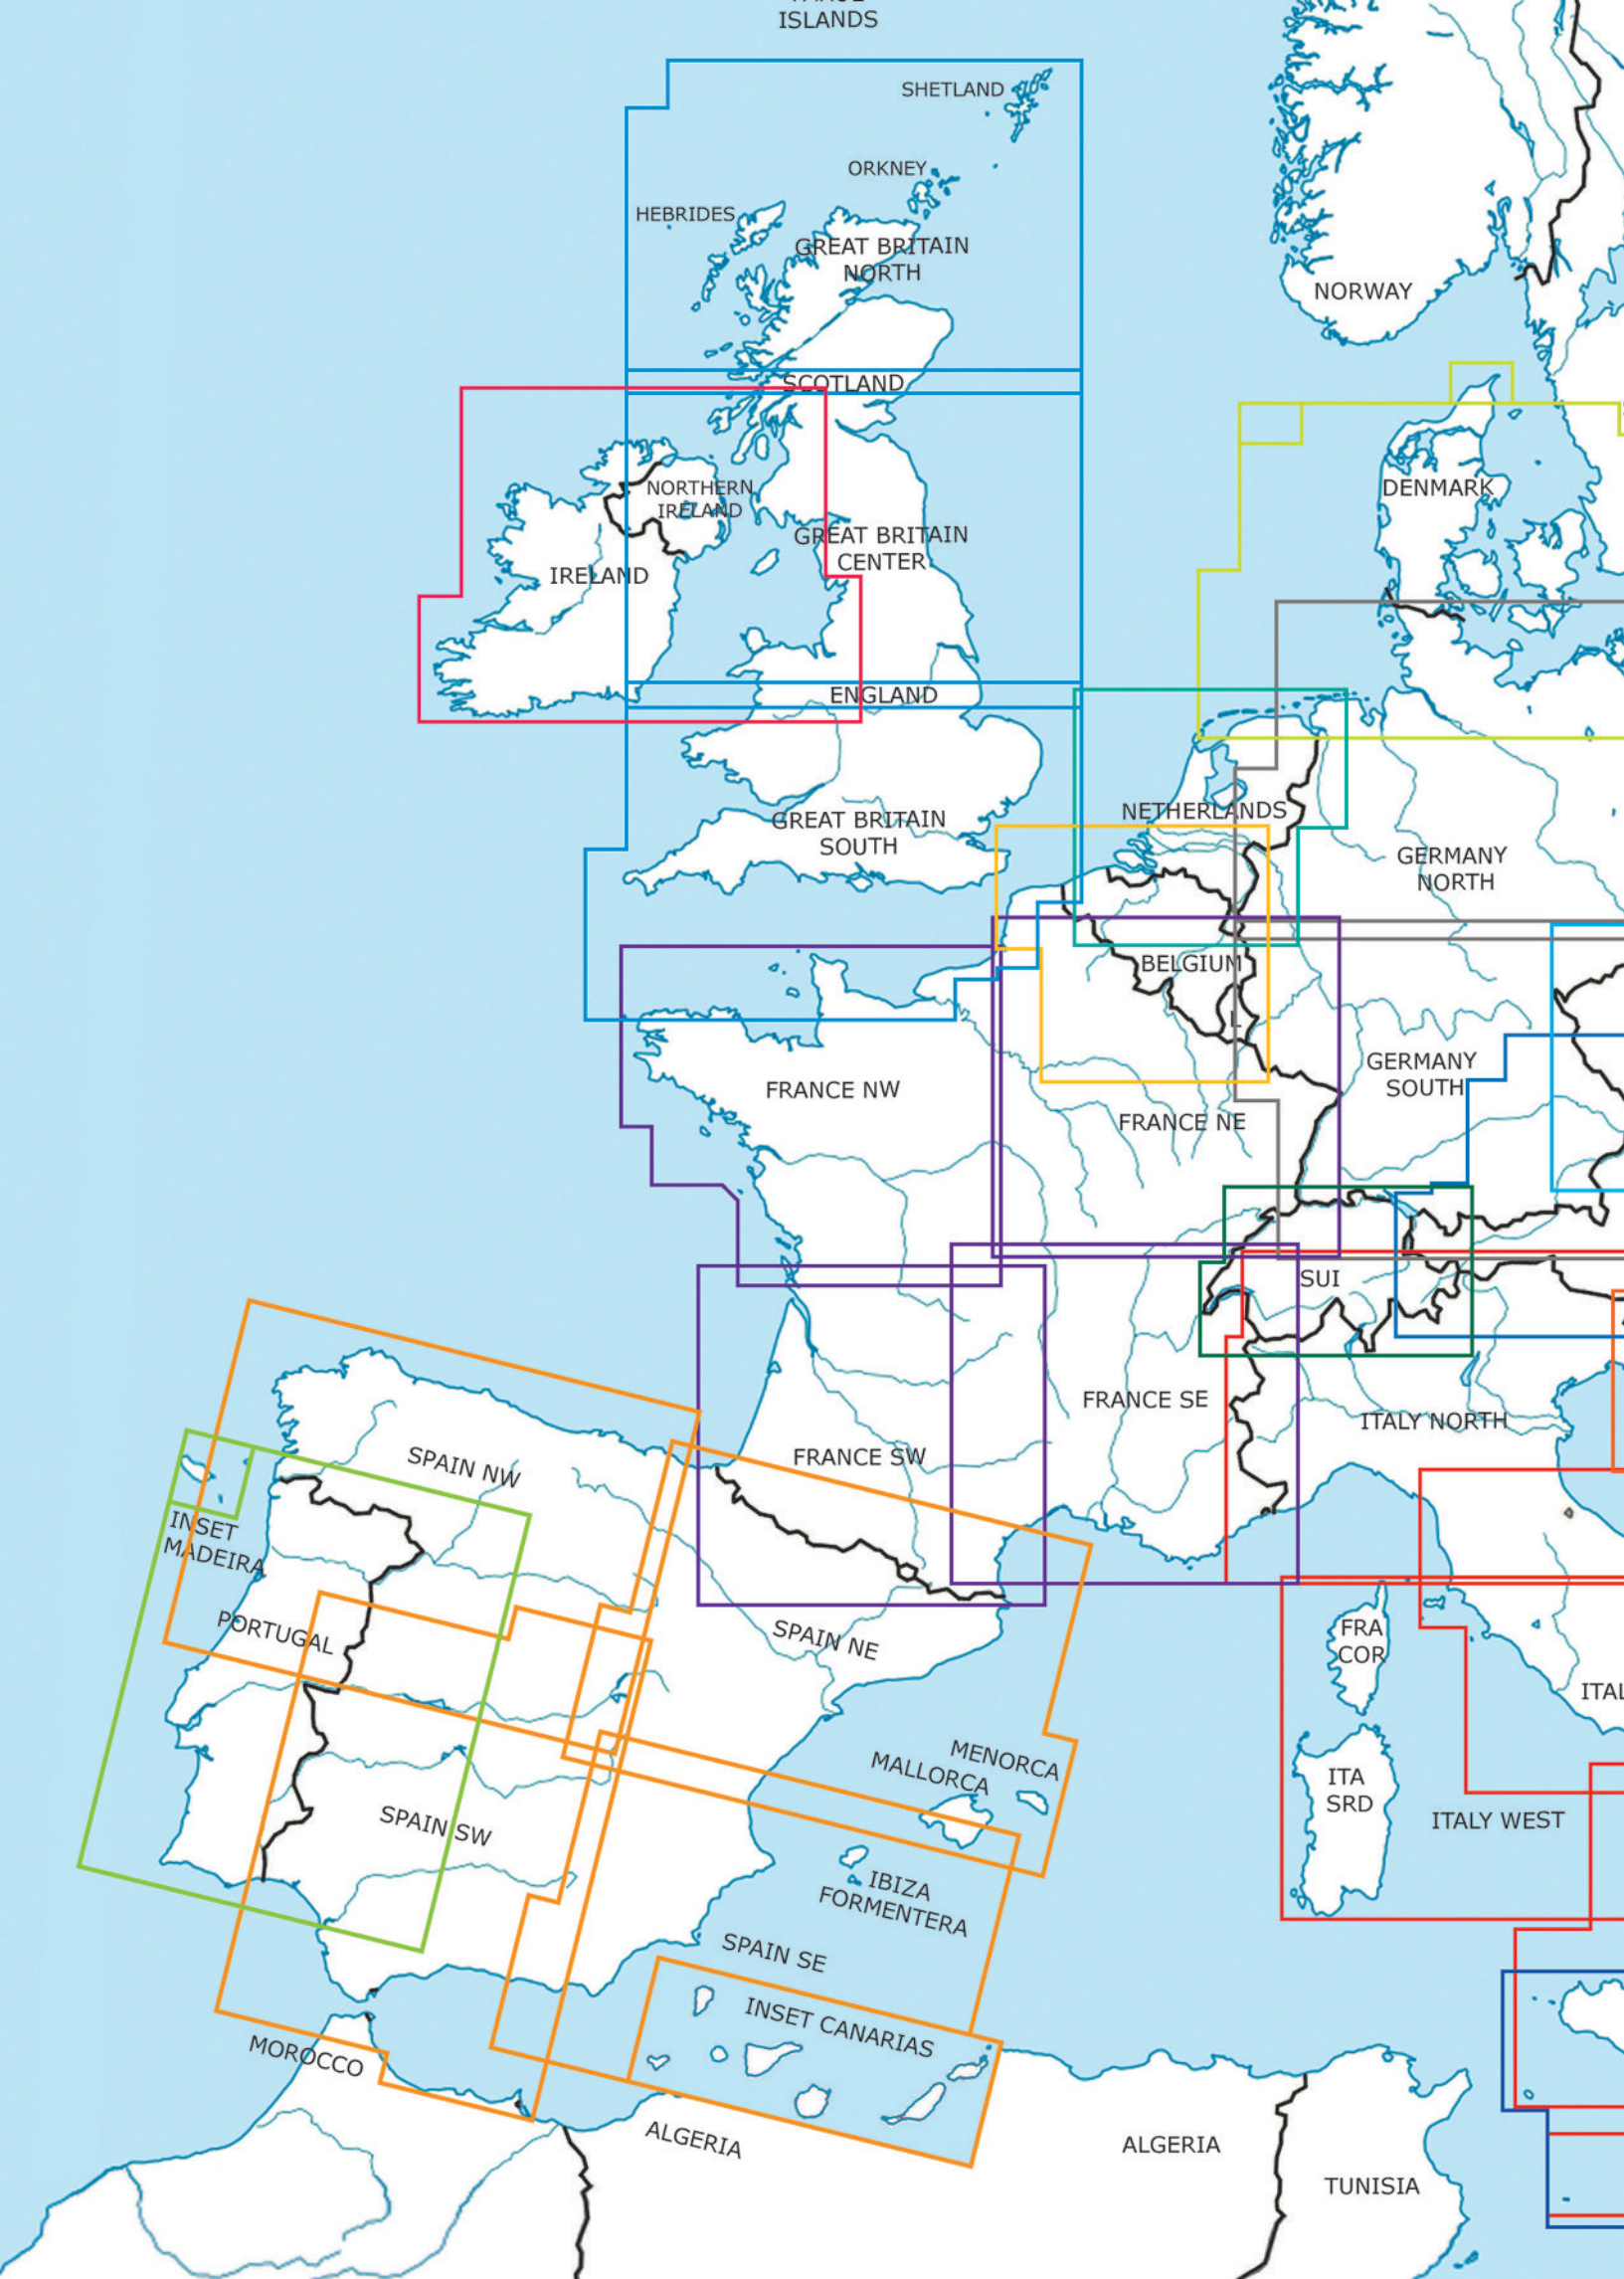 ISLANDS
SHETLAND
ORKNEY
HEBRIDES
GREAT BRITAIN
NORTH
NORWAY
SCOTLAND
DENMARK
NORTHERN
IRELAND
GREAT BRITAIN
CENTER
IRELAND
ENGLAND
NETHERLANDS
GREAT BRITAIN
SOUTH
GERMANY
NORTH
BELGIUM
L
GERMANY
SOUTH
FRANCE NW
FRANCE NE
SUI
FRANCE SE
ITALY NORTH
FRANCE SW
SPAIN NW
INSET
MADEIRA
PORTUGAL
SPAIN NE
FRA
COR
ITAL
MENORCA
MALLORCA
ITA
SRD
ITALY WEST
SPAIN SW
IBIZA
FORMENTERA
SPAIN SE
INSET CANARIAS
MOROCCO
ALGERIA
ALGERIA
TUNISIA